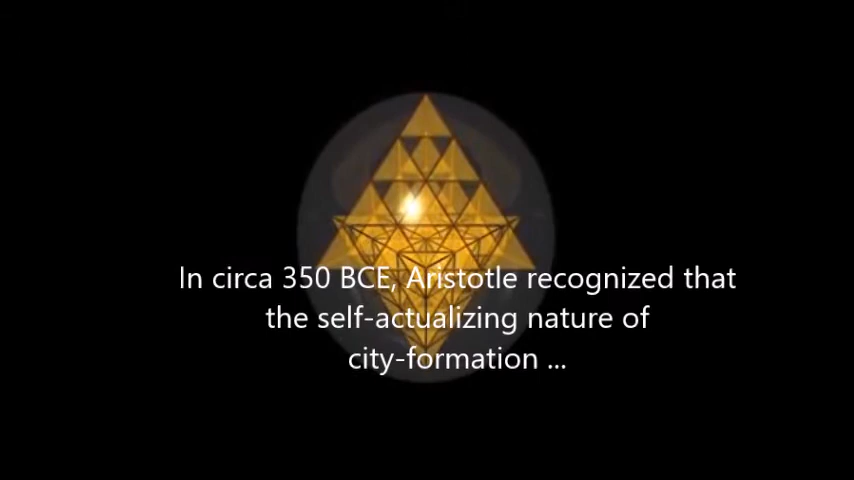 In circa 350 BCE, Aristotle recognized that
the self-actualizing nature of
city-formation ...